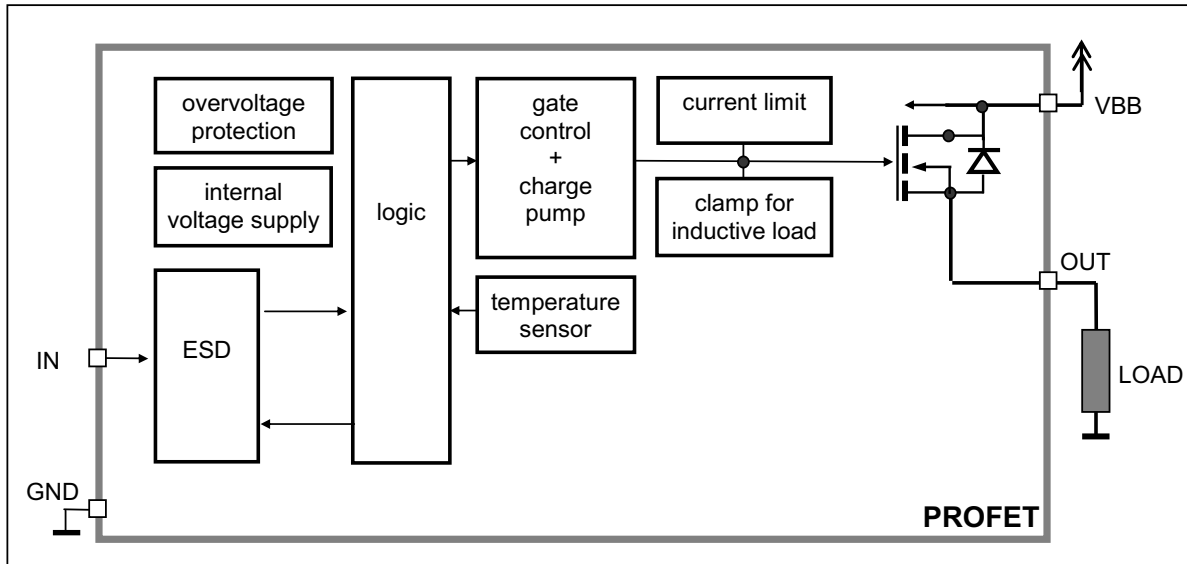 overvoltage
protection
internal
voltage supply
logic
gate
control
+
charge
pump
current limit
clamp for
inductive load
temperature
sensor
ESD
IN
GND
VBB
OUT
LOAD
PROFET